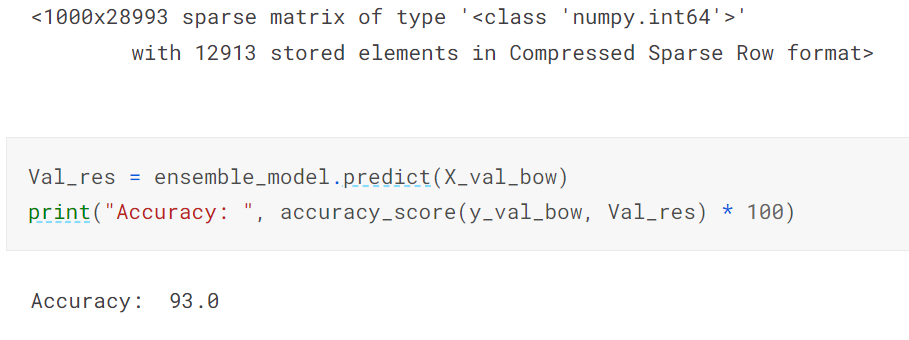 <1000x28993 sparse matrix of type '<class 'numpy.int64'>'
with 12913 stored elements in Compressed Sparse Row format>
Val_res = ensemble_model.predict(X_val_bow)
print("Accuracy: ", accuracy_score(y_val_bow, Val_res) * 100)
Accuracy:  93.0